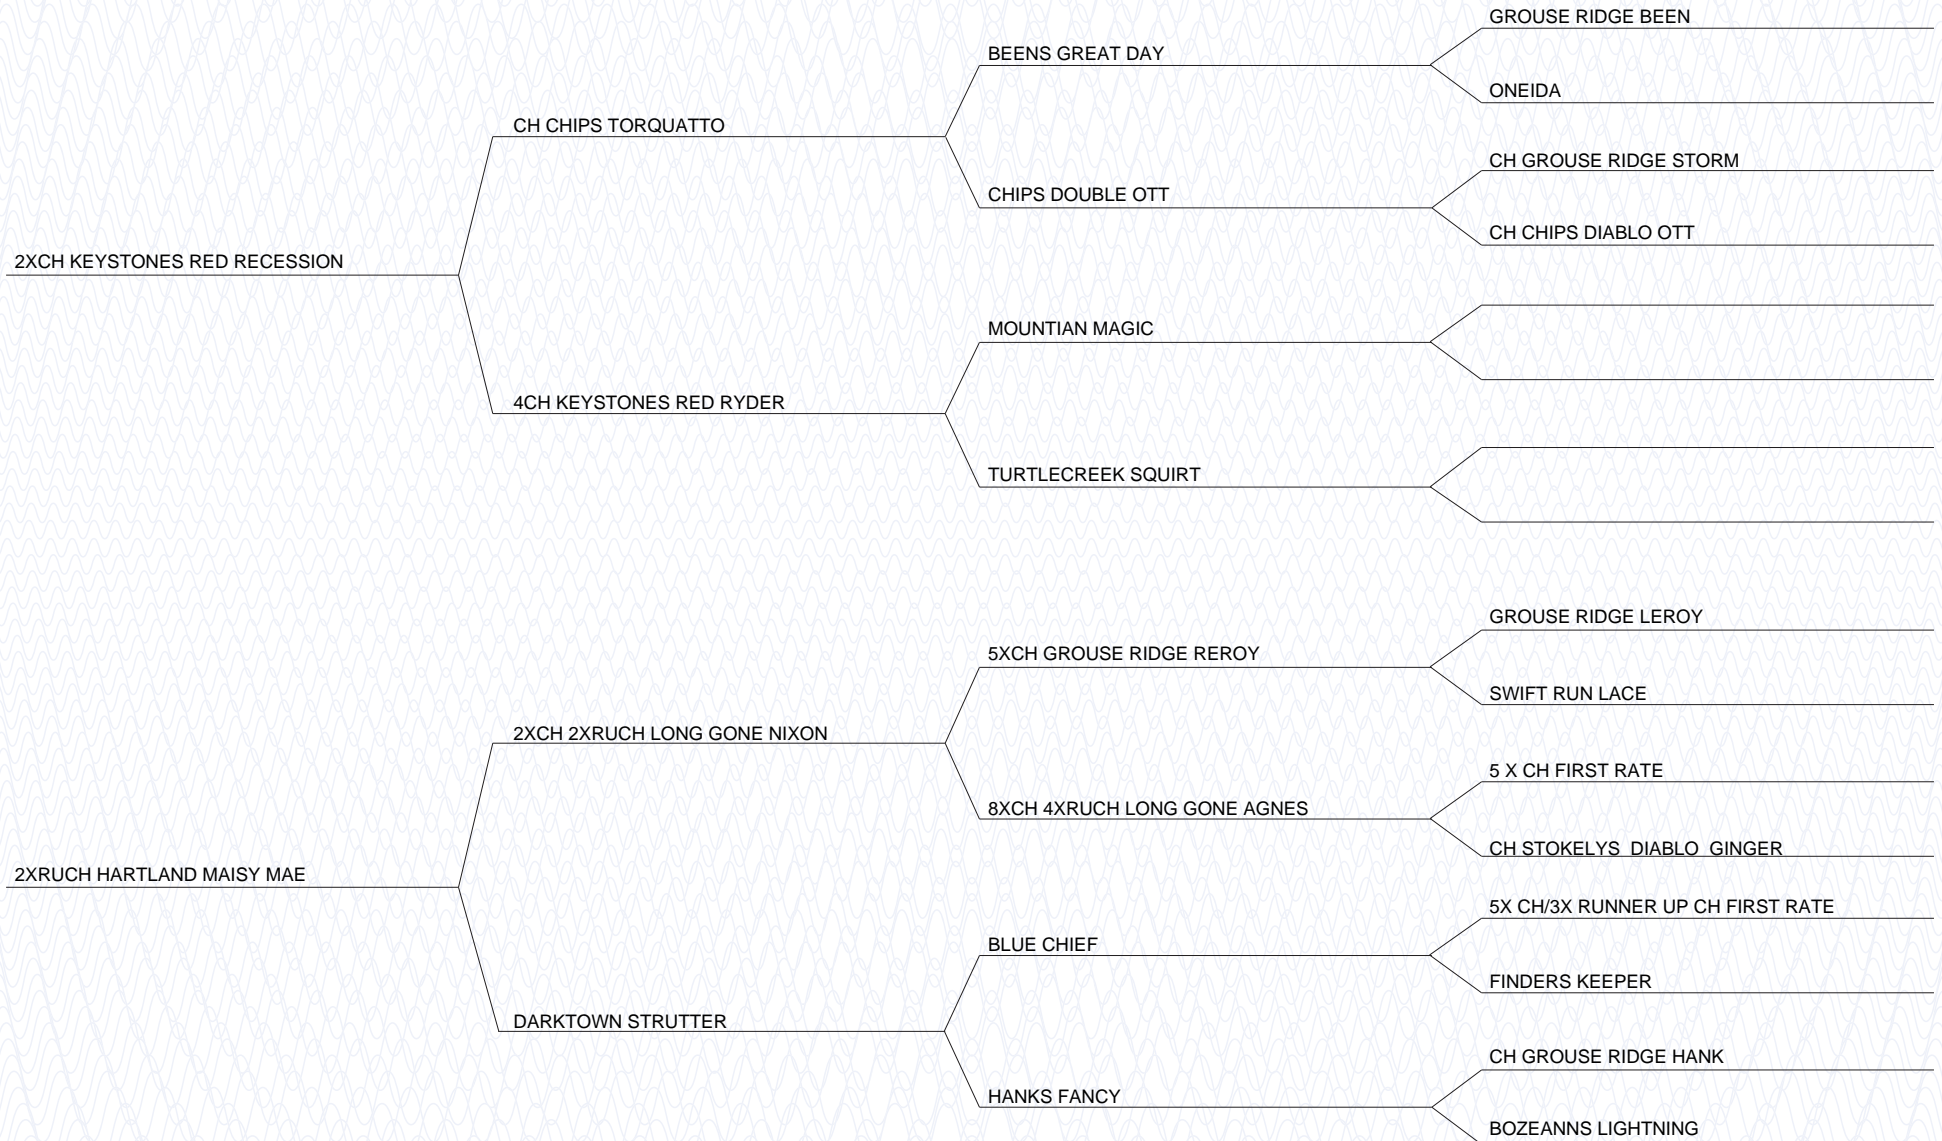 GROUSE RIDGE BEEN
BEENS GREAT DAY
ONEIDA
CH CHIPS TORQUATTO
CH GROUSE RIDGE STORM
CHIPS DOUBLE OTT
CH CHIPS DIABLO OTT
2XCH KEYSTONES RED RECESSION
MOUNTIAN MAGIC
4CH KEYSTONES RED RYDER
TURTLECREEK SQUIRT
GROUSE RIDGE LEROY
5XCH GROUSE RIDGE REROY
SWIFT RUN LACE
2XCH 2XRUCH LONG GONE NIXON
5 X CH FIRST RATE
8XCH 4XRUCH LONG GONE AGNES
CH STOKELYS  DIABLO  GINGER
2XRUCH HARTLAND MAISY MAE
5X CH/3X RUNNER UP CH FIRST RATE
BLUE CHIEF
FINDERS KEEPER
DARKTOWN STRUTTER
CH GROUSE RIDGE HANK
HANKS FANCY
BOZEANNS LIGHTNING